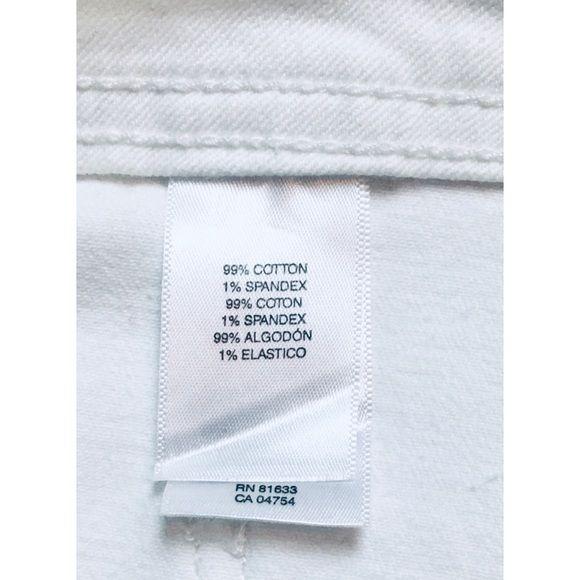 99% COTTON
1% SPANDEX
99% COTON
1% SPANDEX
99% ALGODÓN
1% ELASTICO
RN 81633
CA 04754